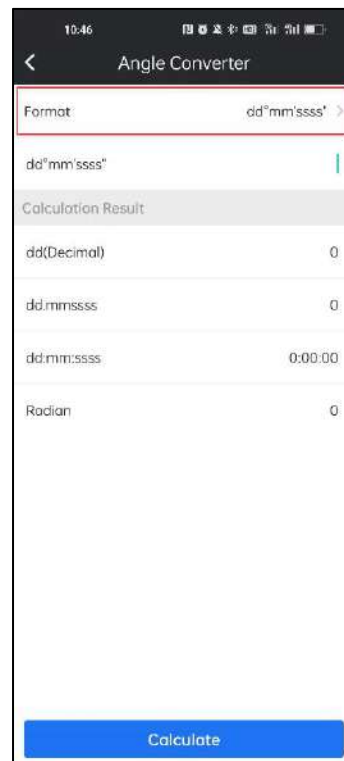 10:46
Angle Converter
Format dd°mm'ssss"
dd°mm'ssss"
Calculation Result
dd(Decimal) 0
dd.mmssss 0
dd:mm:ssss 0:00:00
Radian 0
Calculate